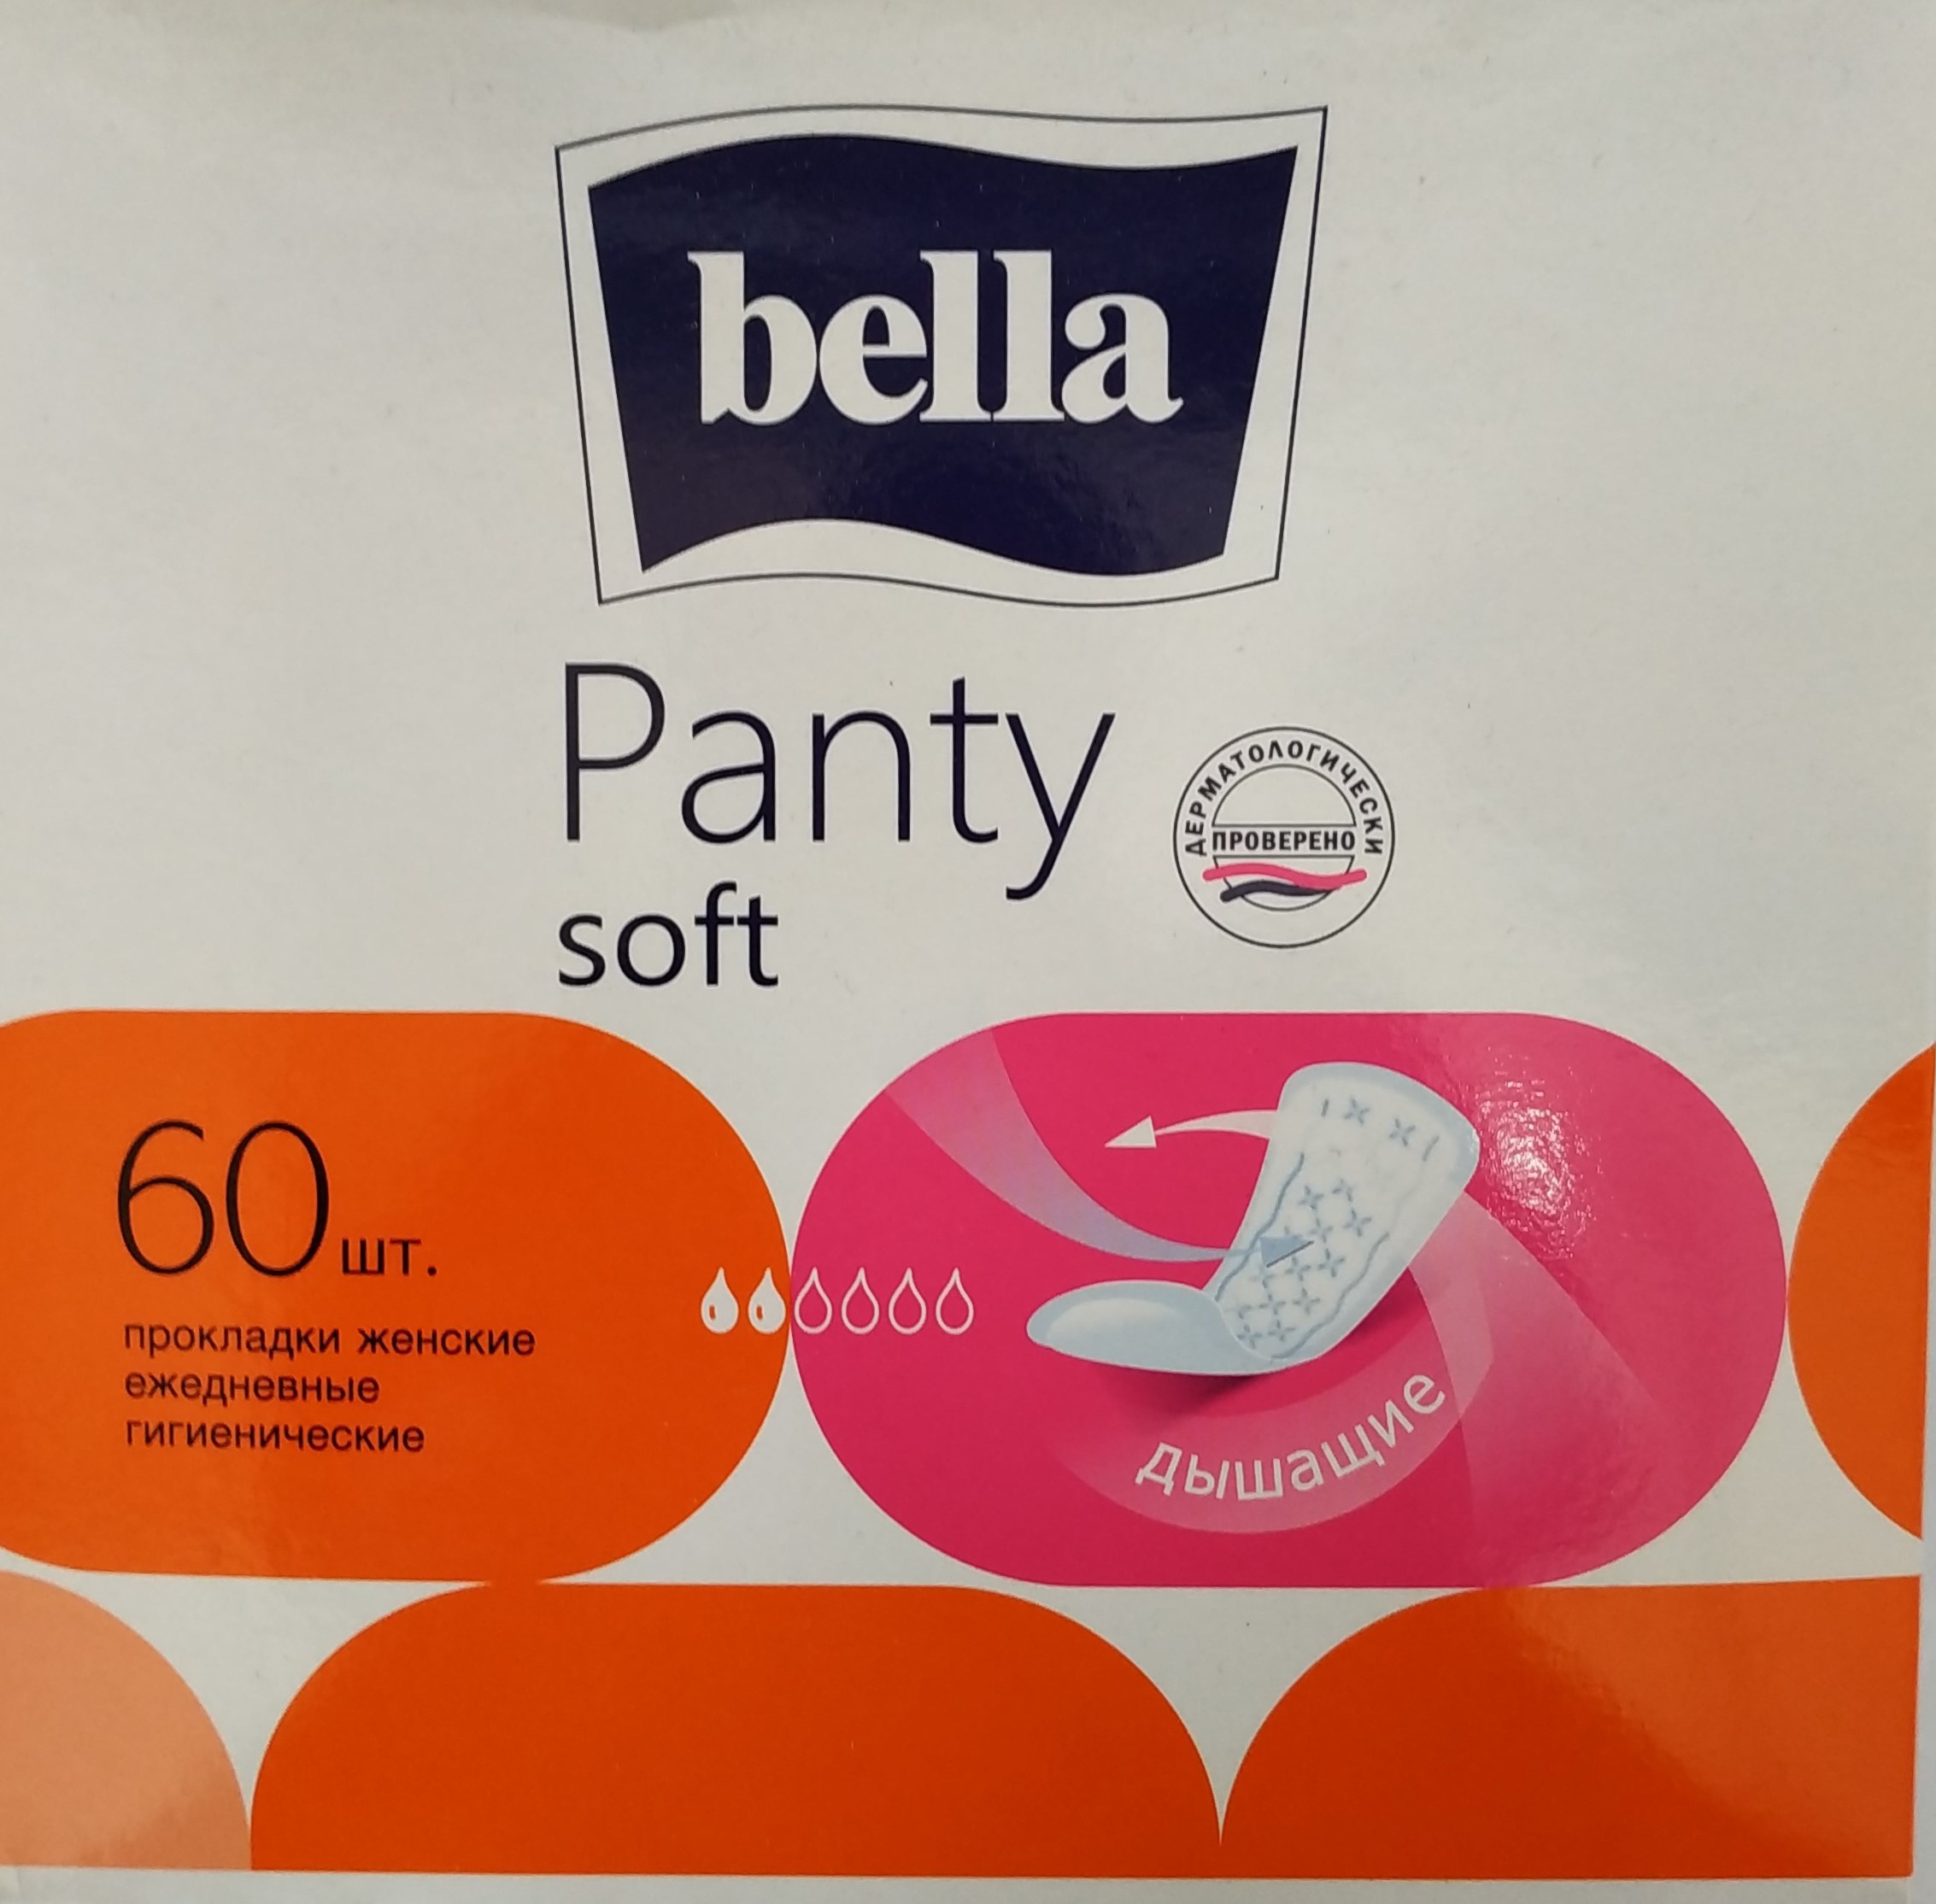 bella
Panty
ДЕРМАТОЛОГИЧЕСКИ
ПРОВЕРЕНО
soft
60 шт.
прокладки женские
ежедневные
гигиенические
дышащие